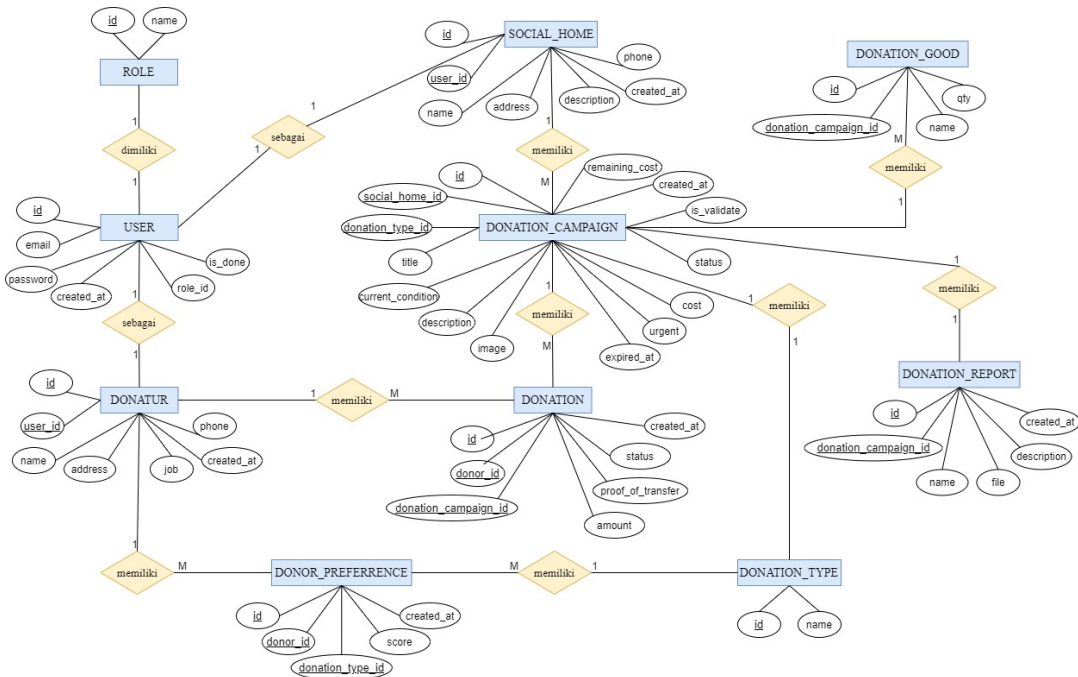 id
name
ROLE
1
dimiliki
1
id
USER
email
password
created_at
role_id
is_done
1
sebagai
1
1
sebagai
1
id
SOCIAL_HOME
user_id
name
address
description
created_at
phone
1
memiliki
M
DONATION_GOOD
id
donation_campaign_id
name
qty
M
memiliki
1
id
remaining_cost
created_at
is_validate
social_home_id
donation_type_id
DONATION_CAMPAIGN
title
status
current_condition
description
image
expired_at
urgent
cost
1
memiliki
M
1
memiliki
1
1
memiliki
1
id
DONATUR
user_id
name
address
job
created_at
phone
1
memiliki
M
DONATION
id
donor_id
donation_campaign_id
amount
proof_of_transfer
status
created_at
DONATION_REPORT
id
donation_campaign_id
name
file
description
created_at
1
memiliki
M
DONOR_PREFERRENCE
id
donor_id
donation_type_id
score
created_at
M
memiliki
1
DONATION_TYPE
id
name